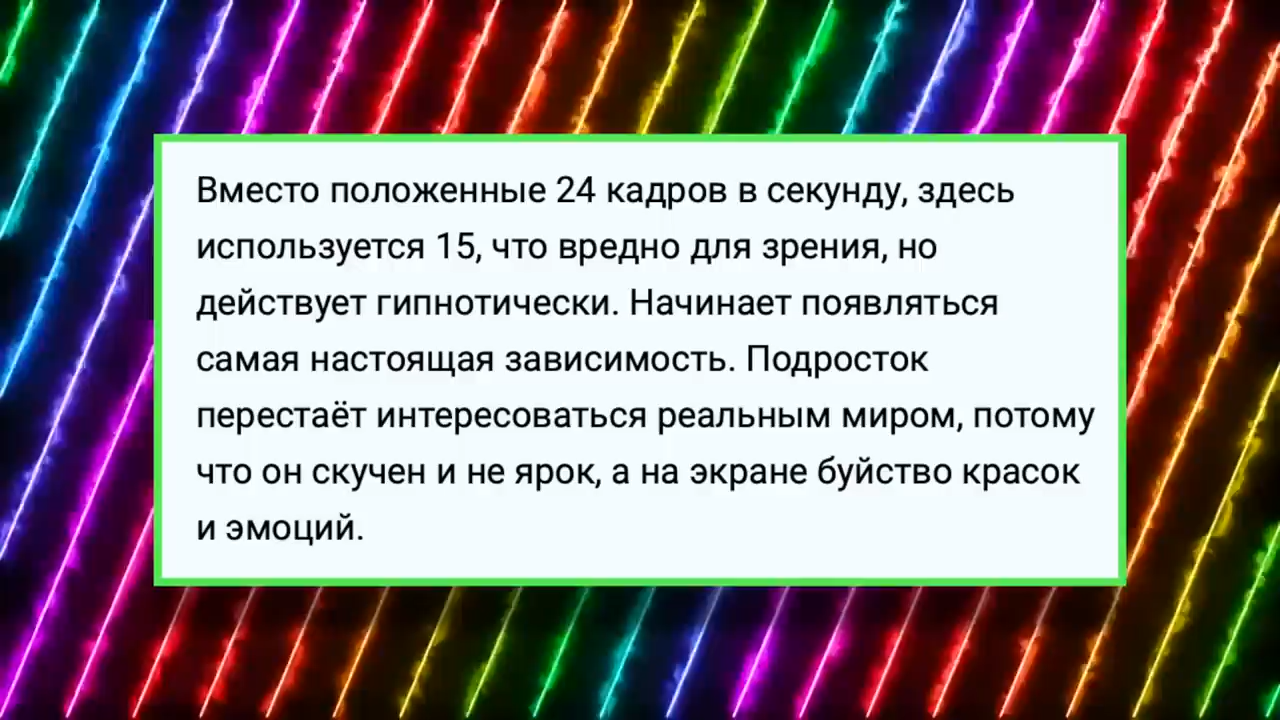 Вместо положенные 24 кадров в секунду, здесь
используется 15, что вредно для зрения, но
действует гипнотически. Начинает появляться
самая настоящая зависимость. Подросток
перестаёт интересоваться реальным миром, потому
что он скучен и не ярок, а на экране буйство красок
и эмоций.